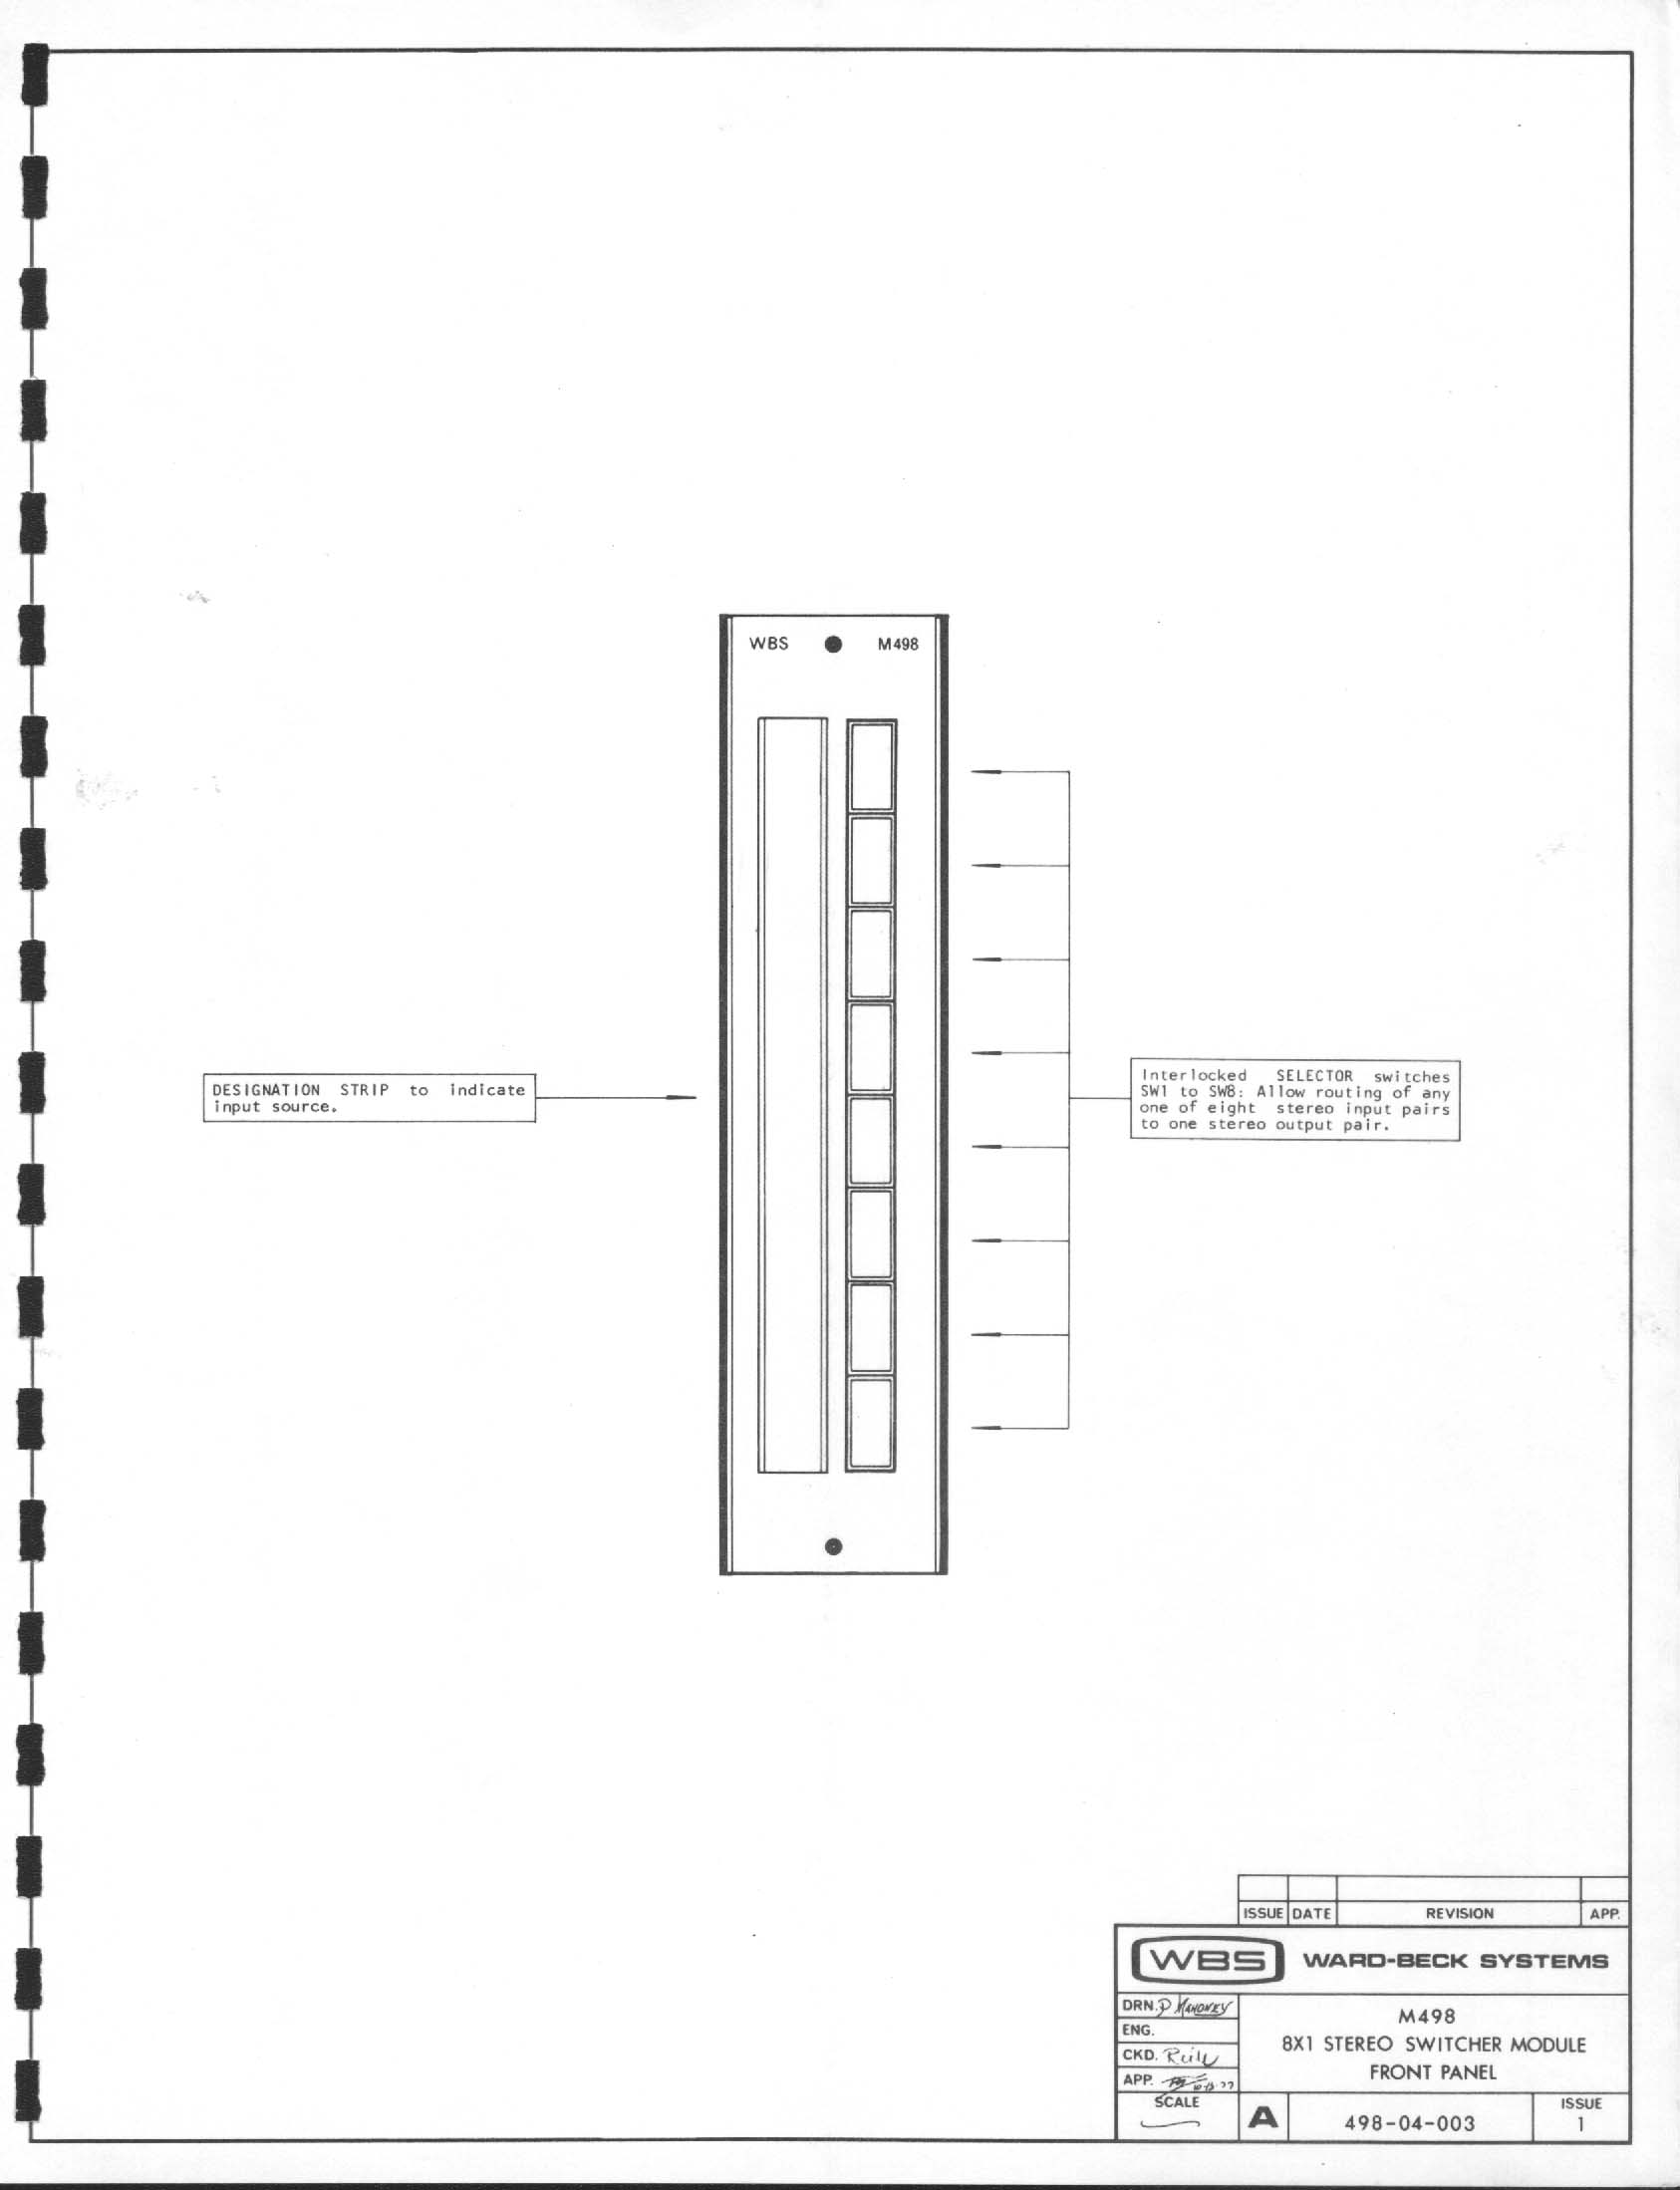 WBS M498
DESIGNATION STRIP to indicate
input source.
Interlocked SELECTOR switches
SW1 to SW8: Allow routing of any
one of eight stereo input pairs
to one stereo output pair.
ISSUE DATE REVISION APP.
WBS WARD-BECK SYSTEMS
DRN. P MAHONEY
ENG.
CKD.
APP.
SCALE
M498
8X1 STEREO SWITCHER MODULE
FRONT PANEL
A 498-04-003 ISSUE
1